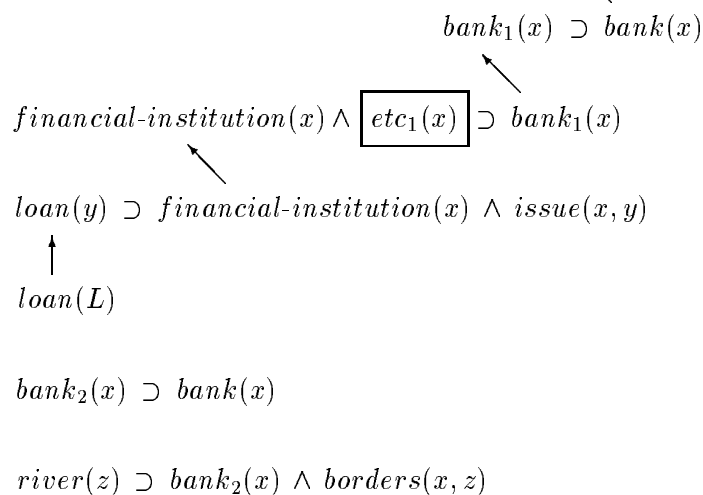 bank₁(x) ⊃ bank(x)
financial-institution(x) ∧ etc₁(x) ⊃ bank₁(x)
loan(y) ⊃ financial-institution(x) ∧ issue(x, y)
loan(L)
bank₂(x) ⊃ bank(x)
river(z) ⊃ bank₂(x) ∧ borders(x, z)